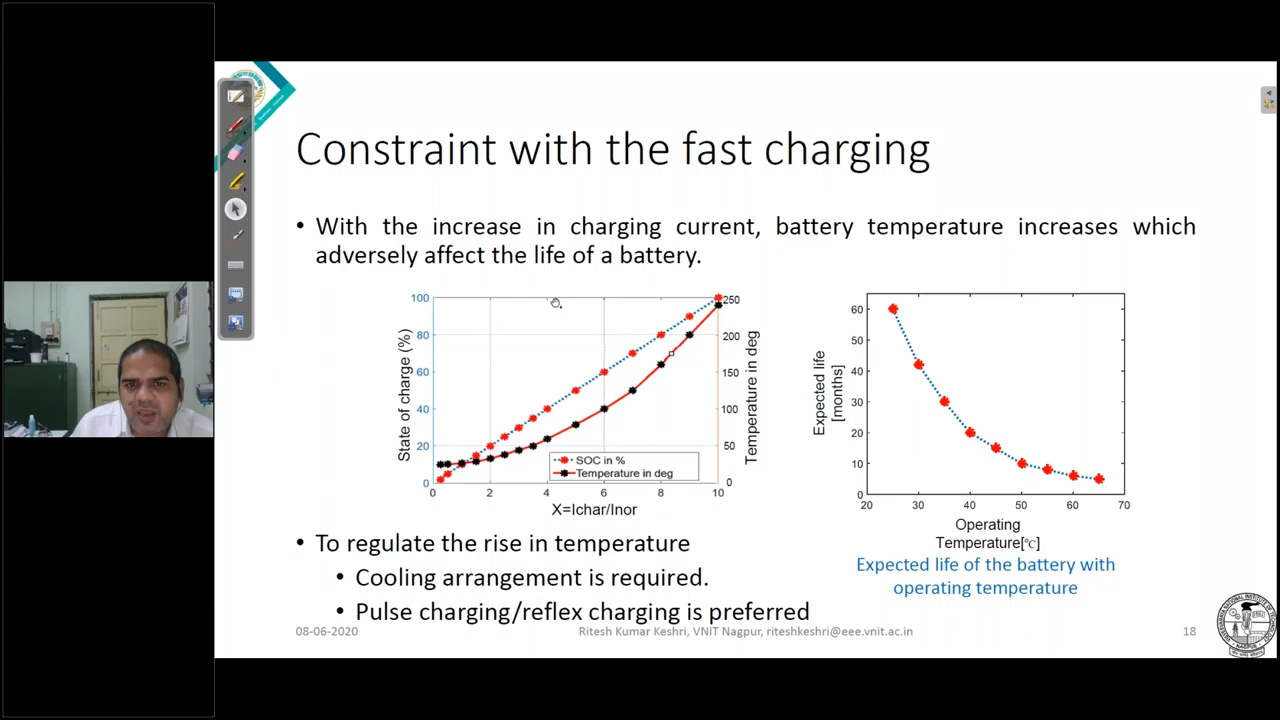 Constraint with the fast charging
• With the increase in charging current, battery temperature increases which
adversely affect the life of a battery.
100
80
60
40
20
0
State of charge (%)
250
200
150
100
50
0
Temperature in deg
SOC in %
Temperature in deg
0 2 4 6 8 10
X=Ichar/Inor
60
50
40
30
20
10
0
Expected life
[months]
20 30 40 50 60 70
Operating
Temperature[℃]
Expected life of the battery with
operating temperature
• To regulate the rise in temperature
• Cooling arrangement is required.
• Pulse charging/reflex charging is preferred
08-06-2020
Ritesh Kumar Keshri, VNIT Nagpur, riteshkeshri@eee.vnit.ac.in
18